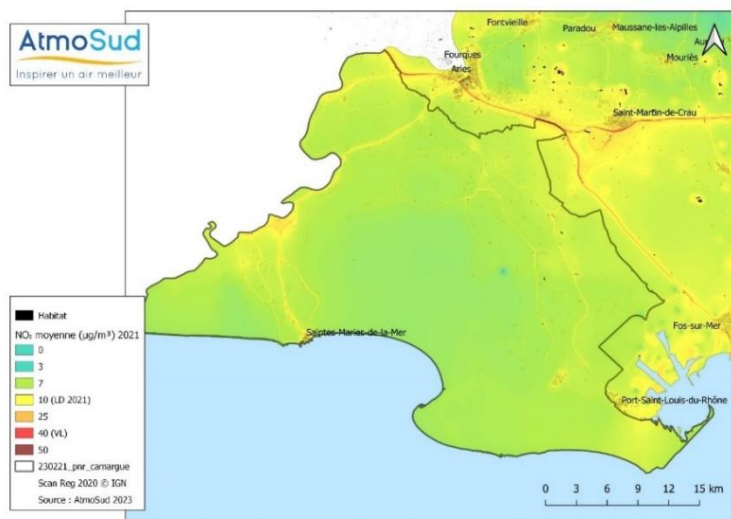 AtmoSud
Inspirer un air meilleur
Fontvieille
Paradou
Maussane-les-Alpilles
Fourques
Mouriès
Arles
Saint-Martin-de-Crau
Habitat
NO₂ moyenne (µg/m³) 2021
0
3
7
10 (LD 2021)
25
40 (VL)
50
230221_pnr_camargue
Scan Reg 2020 © IGN
Source : AtmoSud 2023
Saintes-Maries-de-la-Mer
Fos-sur-Mer
Port-Saint-Louis-du-Rhône
0 3 6 9 12 15 km